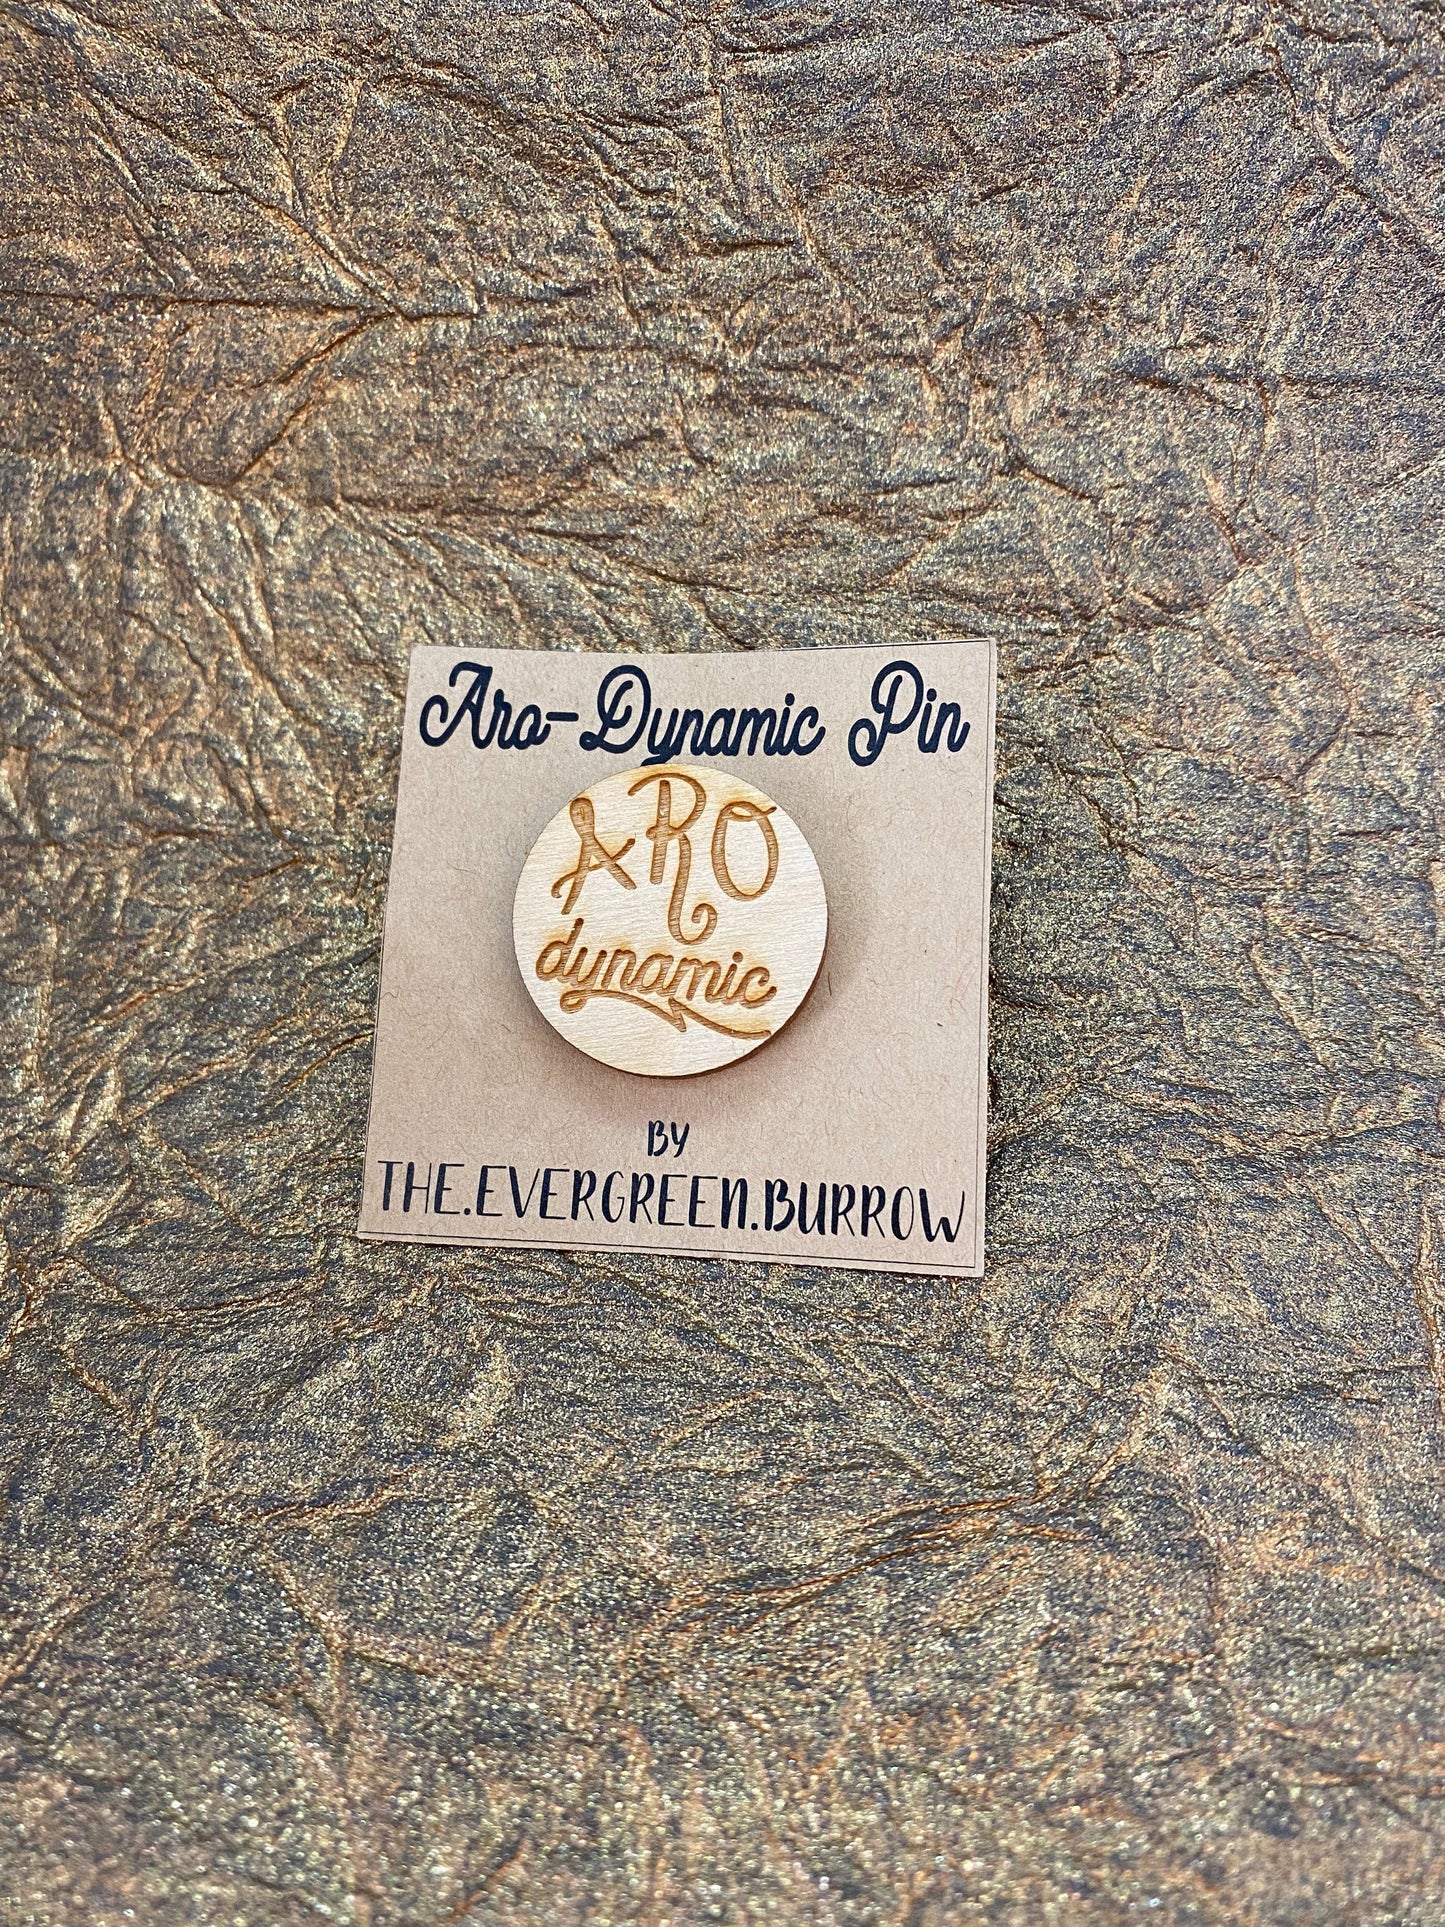 Aro-Dynamic Pin
ARO
dynamic
BY
THE.EVERGREEN.BURROW